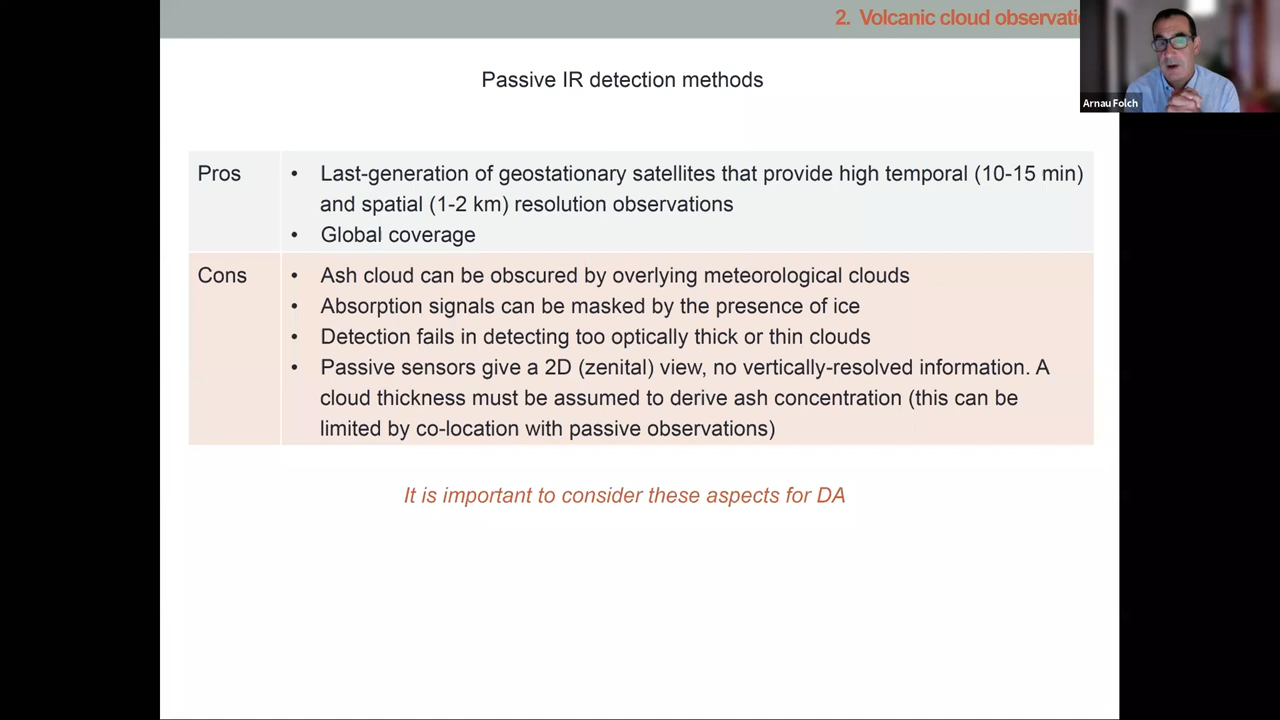 2. Volcanic cloud observati
Arnau Folch
Passive IR detection methods
Pros
• Last-generation of geostationary satellites that provide high temporal (10-15 min)
and spatial (1-2 km) resolution observations
• Global coverage
Cons
• Ash cloud can be obscured by overlying meteorological clouds
• Absorption signals can be masked by the presence of ice
• Detection fails in detecting too optically thick or thin clouds
• Passive sensors give a 2D (zenital) view, no vertically-resolved information. A
cloud thickness must be assumed to derive ash concentration (this can be
limited by co-location with passive observations)
It is important to consider these aspects for DA